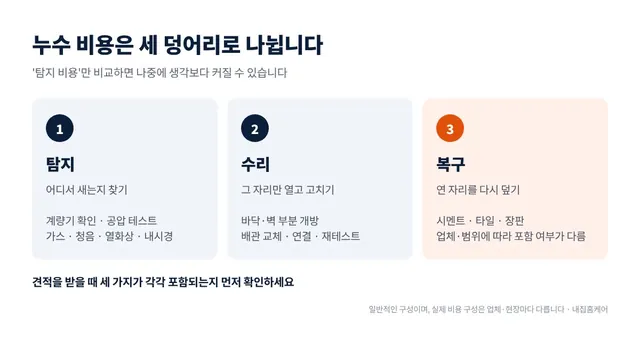 누수 비용은 세 덩어리로 나뉩니다
'탐지 비용'만 비교하면 나중에 생각보다 커질 수 있습니다
1
탐지
어디서 새는지 찾기
계량기 확인 · 공압 테스트
가스 · 청음 · 열화상 · 내시경
2
수리
그 자리만 열고 고치기
바닥·벽 부분 개방
배관 교체 · 연결 · 재테스트
3
복구
연 자리를 다시 덮기
시멘트 · 타일 · 장판
업체·범위에 따라 포함 여부가 다름
견적을 받을 때 세 가지가 각각 포함되는지 먼저 확인하세요
일반적인 구성이며, 실제 비용 구성은 업체·현장마다 다릅니다 · 내집홈케어